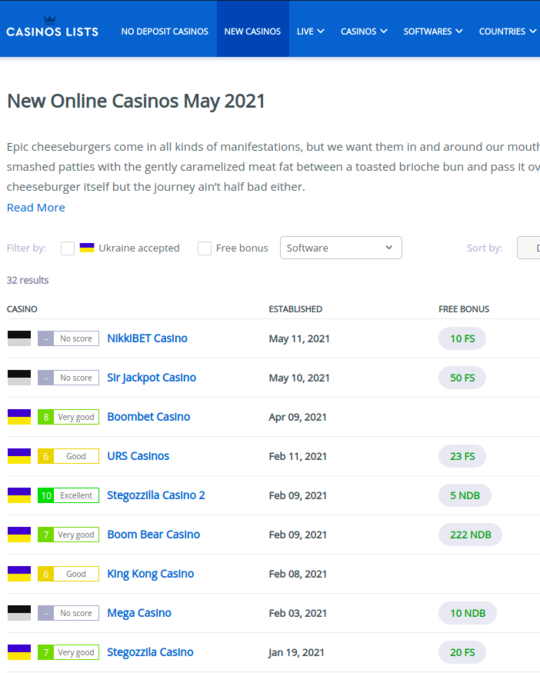 CASINOS LISTS
NO DEPOSIT CASINOS NEW CASINOS LIVE CASINOS SOFTWARES COUNTRIES
New Online Casinos May 2021
Epic cheeseburgers come in all kinds of manifestations, but we want them in and around our mouth
smashed patties with the gently caramelized meat fat between a toasted brioche bun and pass it ov
cheeseburger itself but the journey ain't half bad either.
Read More
Filter by: Ukraine accepted Free bonus Software Sort by: D
32 results
CASINO ESTABLISHED FREE BONUS
- No score NikkiBET Casino May 11, 2021 10 FS
- No score Sir Jackpot Casino May 10, 2021 50 FS
8 Very good Boombet Casino Apr 09, 2021
6 Good URS Casinos Feb 11, 2021 23 FS
10 Excellent Stegozzilla Casino 2 Feb 09, 2021 5 NDB
7 Very good Boom Bear Casino Feb 09, 2021 222 NDB
6 Good King Kong Casino Feb 08, 2021
- No score Mega Casino Feb 03, 2021 10 NDB
7 Very good Stegozzila Casino Jan 19, 2021 20 FS